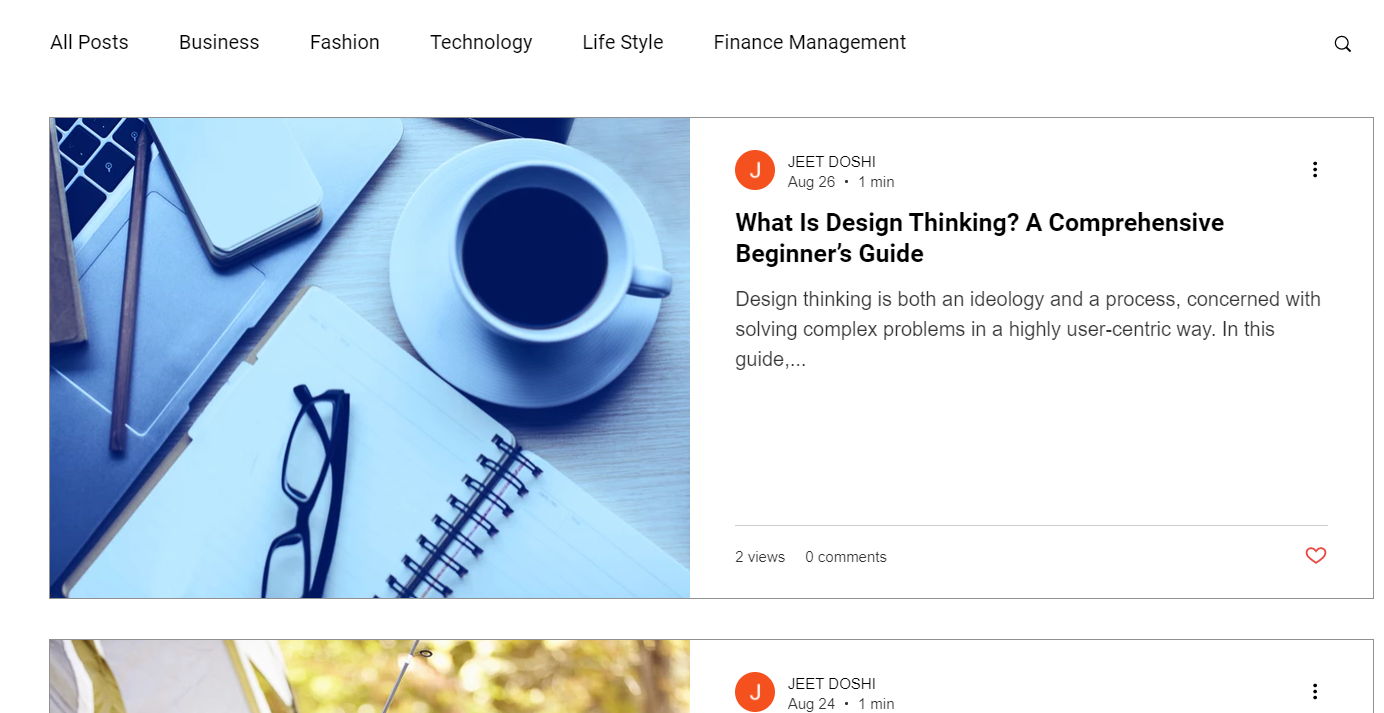 All Posts Business Fashion Technology Life Style Finance Management
J
JEET DOSHI
Aug 26 • 1 min
What Is Design Thinking? A Comprehensive
Beginner’s Guide
Design thinking is both an ideology and a process, concerned with
solving complex problems in a highly user-centric way. In this
guide,...
2 views 0 comments
J
JEET DOSHI
Aug 24 • 1 min